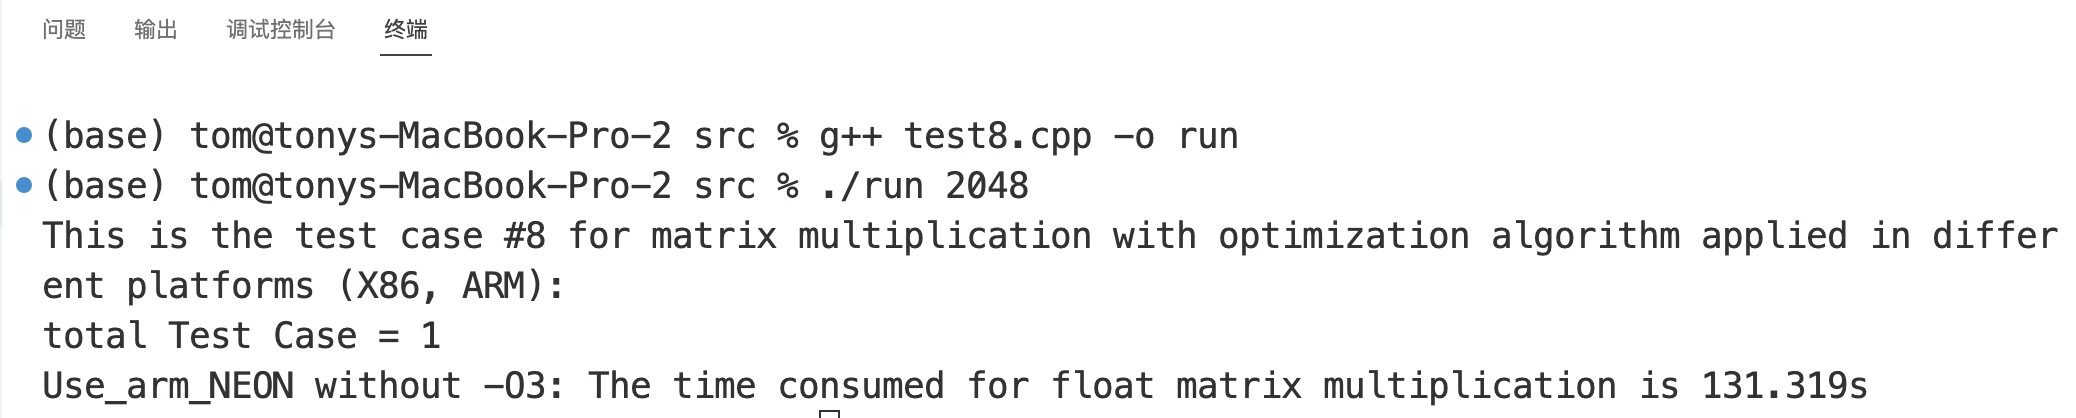 问题 输出 调试控制台 终端
(base) tom@tonys-MacBook-Pro-2 src % g++ test8.cpp -o run
(base) tom@tonys-MacBook-Pro-2 src % ./run 2048
This is the test case #8 for matrix multiplication with optimization algorithm applied in differ
ent platforms (X86, ARM):
total Test Case = 1
Use_arm_NEON without -O3: The time consumed for float matrix multiplication is 131.319s